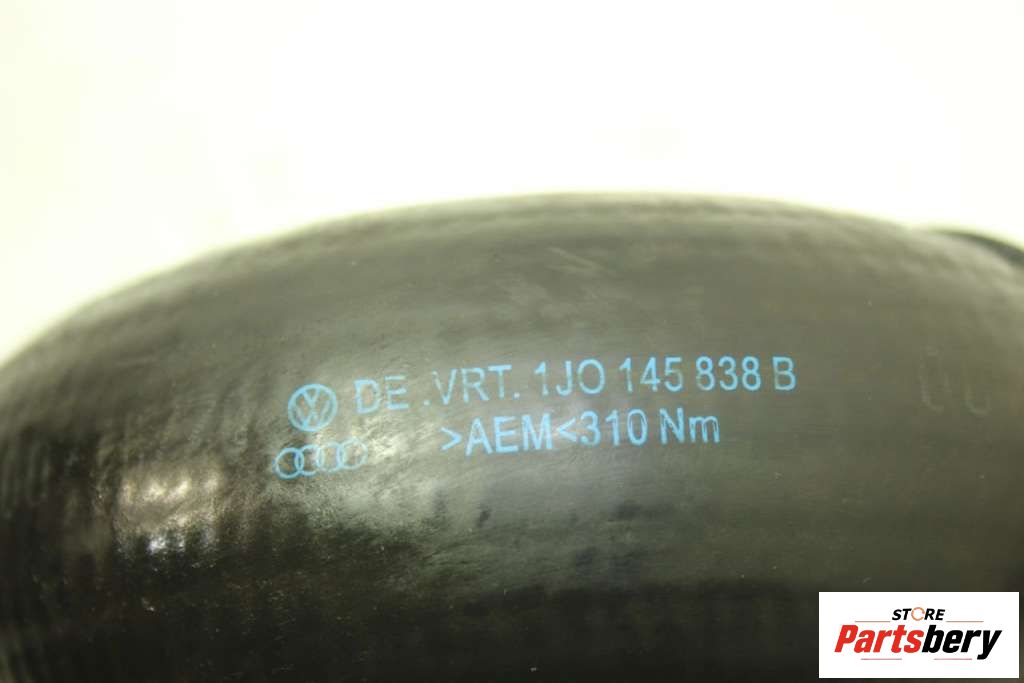 DE .VRT. 1JO 145 838 B
>AEM<310 Nm
STORE
Partsbery